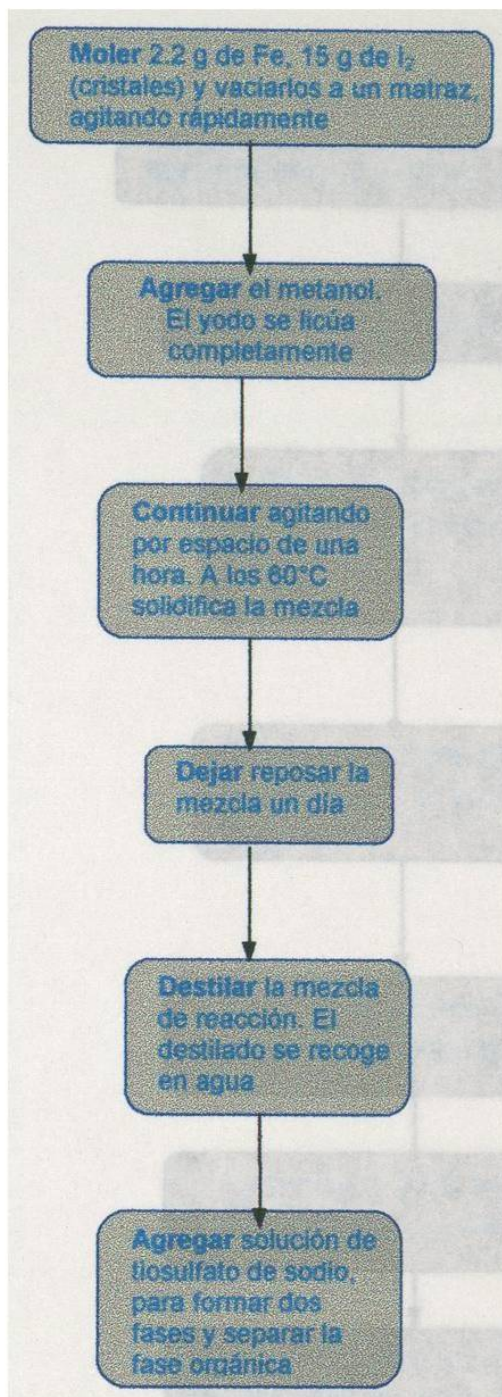 Moler 2.2 g de Fe, 15 g de I₂
(cristales) y vaciarlos a un matraz,
agitando rápidamente
Agregar el metanol.
El yodo se licúa
completamente
Continuar agitando
por espacio de una
hora. A los 60°C
solidifica la mezcla
Dejar reposar la
mezcla un día
Destilar la mezcla
de reacción. El
destilado se recoge
en agua
Agregar solución de
tiosulfato de sodio,
para formar dos
fases y separar la
fase orgánica